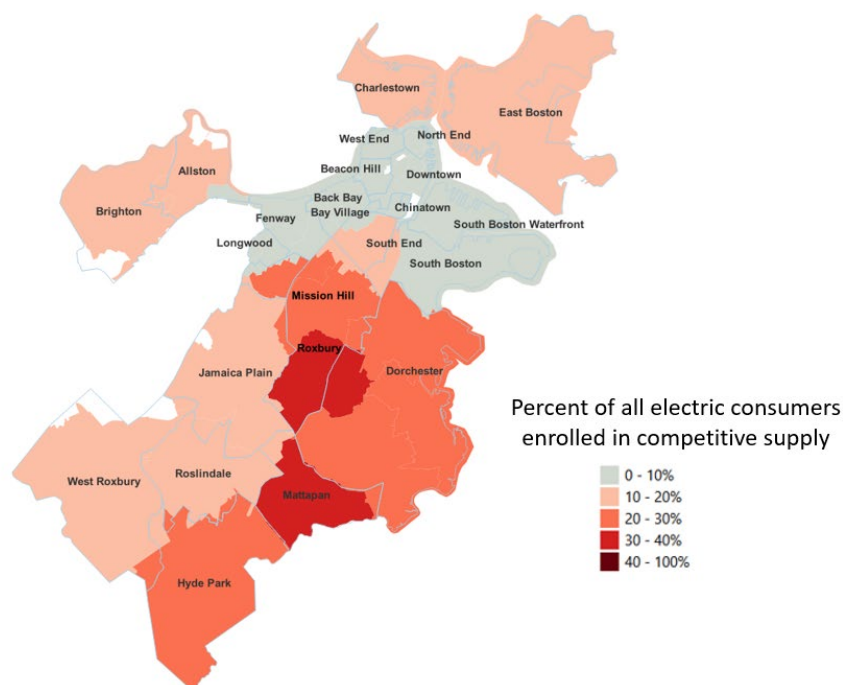 Charlestown
East Boston
West End
North End
Allston
Beacon Hill
Downtown
Back Bay
Bay Village
Chinatown
Brighton
Fenway
South Boston Waterfront
Longwood
South End
South Boston
Mission Hill
Roxbury
Jamaica Plain
Dorchester
Percent of all electric consumers
enrolled in competitive supply
0 - 10%
10 - 20%
20 - 30%
30 - 40%
40 - 100%
West Roxbury
Roslindale
Mattapan
Hyde Park